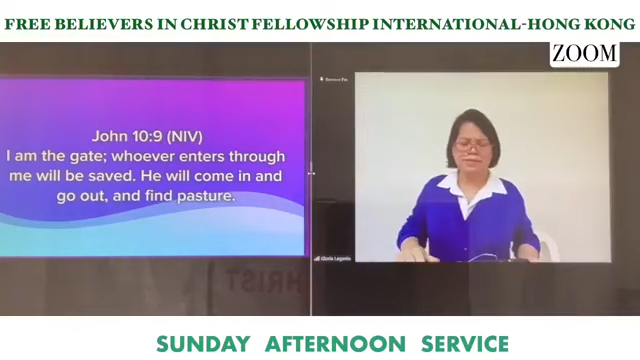 FREE BELIEVERS IN CHRIST FELLOWSHIP INTERNATIONAL-HONG KONG
ZOOM
John 10:9 (NIV)
I am the gate; whoever enters through
me will be saved. He will come in and
go out, and find pasture.
SUNDAY AFTERNOON SERVICE